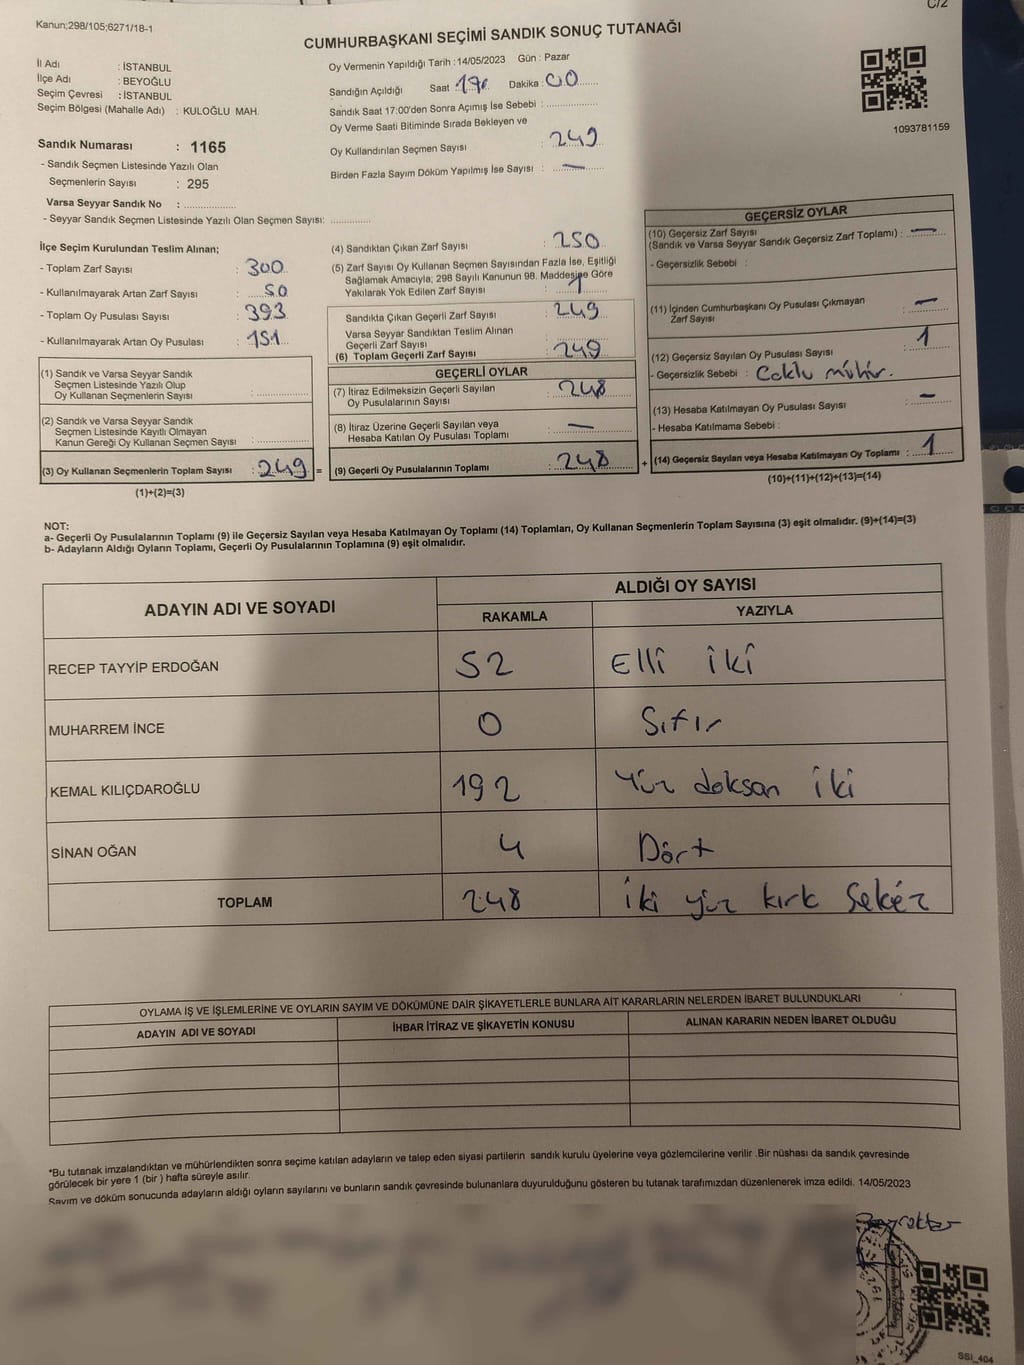 C/2
Kanun;298/105;6271/18-1
CUMHURBAŞKANI SEÇİMİ SANDIK SONUÇ TUTANAĞI
İl Adı : İSTANBUL
İlçe Adı : BEYOĞLU
Seçim Çevresi : İSTANBUL
Seçim Bölgesi (Mahalle Adı) : KULOĞLU MAH.
Oy Vermenin Yapıldığı Tarih :14/05/2023 Gün : Pazar
Sandığın Açıldığı Saat : 17 Dakika : 00
Sandık Saat 17:00'den Sonra Açımış İse Sebebi :
Oy Verme Saati Bitiminde Sırada Bekleyen ve
Oy Kullandırılan Seçmen Sayısı : 249
Birden Fazla Sayım Döküm Yapılmış İse Sayısı : —
1093781159
Sandık Numarası : 1165
- Sandık Seçmen Listesinde Yazılı Olan
Seçmenlerin Sayısı : 295
Varsa Seyyar Sandık No :
- Seyyar Sandık Seçmen Listesinde Yazılı Olan Seçmen Sayısı:
İlçe Seçim Kurulundan Teslim Alınan;
- Toplam Zarf Sayısı : 300
- Kullanılmayarak Artan Zarf Sayısı : 50
- Toplam Oy Pusulası Sayısı : 393
- Kullanılmayarak Artan Oy Pusulası : 151
(1) Sandık ve Varsa Seyyar Sandık
Seçmen Listesinde Yazılı Olup
Oy Kullanan Seçmenlerin Sayısı :
(2) Sandık ve Varsa Seyyar Sandık
Seçmen Listesinde Kayıtlı Olmayan
Kanun Gereği Oy Kullanan Seçmen Sayısı :
(3) Oy Kullanan Seçmenlerin Toplam Sayısı : 249 =
(1)+(2)=(3)
(4) Sandıktan Çıkan Zarf Sayısı : 250
(5) Zarf Sayısı Oy Kullanan Seçmen Sayısından Fazla İse, Eşitliği
Sağlamak Amacıyla; 298 Sayılı Kanunun 98. Maddesine Göre
Yakılarak Yok Edilen Zarf Sayısı : 1
Sandıkta Çıkan Geçerli Zarf Sayısı : 249
Varsa Seyyar Sandıktan Teslim Alınan
Geçerli Zarf Sayısı :
(6) Toplam Geçerli Zarf Sayısı : 249
GEÇERLİ OYLAR
(7) İtiraz Edilmeksizin Geçerli Sayılan
Oy Pusulalarının Sayısı : 248
(8) İtiraz Üzerine Geçerli Sayılan veya
Hesaba Katılan Oy Pusulası Toplamı : —
(9) Geçerli Oy Pusulalarının Toplamı : 248 +
GEÇERSİZ OYLAR
(10) Geçersiz Zarf Sayısı
(Sandık ve Varsa Seyyar Sandık Geçersiz Zarf Toplamı) : —
- Geçersizlik Sebebi :
(11) İçinden Cumhurbaşkanı Oy Pusulası Çıkmayan
Zarf Sayısı : —
(12) Geçersiz Sayılan Oy Pusulası Sayısı : 1
- Geçersizlik Sebebi : Coklu mühür.
(13) Hesaba Katılmayan Oy Pusulası Sayısı : —
- Hesaba Katılmama Sebebi :
(14) Geçersiz Sayılan veya Hesaba Katılmayan Oy Toplamı : 1
(10)+(11)+(12)+(13)=(14)
NOT:
a- Geçerli Oy Pusulalarının Toplamı (9) ile Geçersiz Sayılan veya Hesaba Katılmayan Oy Toplamı (14) Toplamları, Oy Kullanan Seçmenlerin Toplam Sayısına (3) eşit olmalıdır. (9)+(14)=(3)
b- Adayların Aldığı Oyların Toplamı, Geçerli Oy Pusulalarının Toplamına (9) eşit olmalıdır.
ADAYIN ADI VE SOYADI
ALDIĞI OY SAYISI
RAKAMLA YAZIYLA
RECEP TAYYİP ERDOĞAN 52 Elli iki
MUHARREM İNCE 0 Sıfır
KEMAL KILIÇDAROĞLU 192 Yüz doksan iki
SİNAN OĞAN 4 Dört
TOPLAM 248 iki yüz kırk Sekiz
OYLAMA İŞ VE İŞLEMLERİNE VE OYLARIN SAYIM VE DÖKÜMÜNE DAİR ŞİKAYETLERLE BUNLARA AİT KARARLARIN NELERDEN İBARET BULUNDUKLARI
ADAYIN ADI VE SOYADI İHBAR İTİRAZ VE ŞİKAYETİN KONUSU ALINAN KARARIN NEDEN İBARET OLDUĞU
*Bu tutanak imzalandıktan ve mühürlendikten sonra seçime katılan adayların ve talep eden siyasi partilerin sandık kurulu üyelerine veya gözlemcilerine verilir .Bir nüshası da sandık çevresinde
görülecek bir yere 1 (bir ) hafta süreyle asılır.
Sayım ve döküm sonucunda adayların aldığı oyların sayılarını ve bunların sandık çevresinde bulunanlara duyurulduğunu gösteren bu tutanak tarafımızdan düzenlenerek imza edildi. 14/05/2023
SSI_404